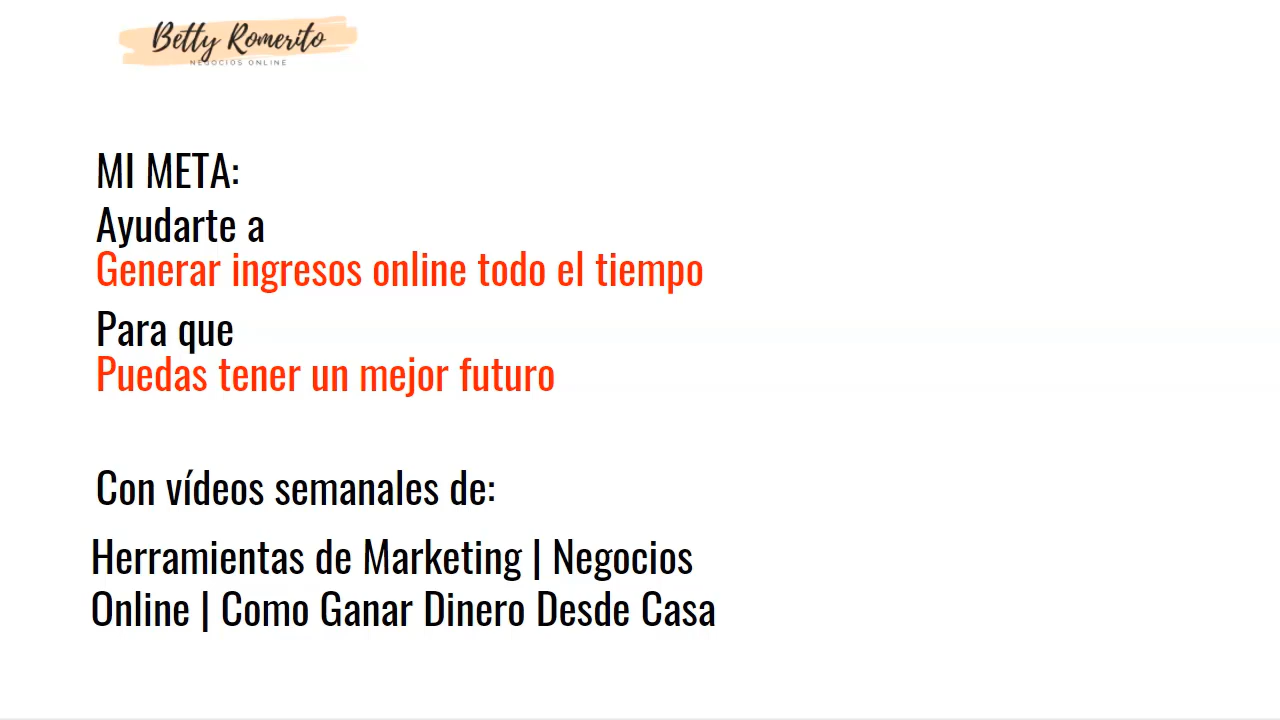 Betty Romerito
NEGOCIOS ONLINE
MI META:
Ayudarte a
Generar ingresos online todo el tiempo
Para que
Puedas tener un mejor futuro
Con vídeos semanales de:
Herramientas de Marketing | Negocios
Online | Como Ganar Dinero Desde Casa